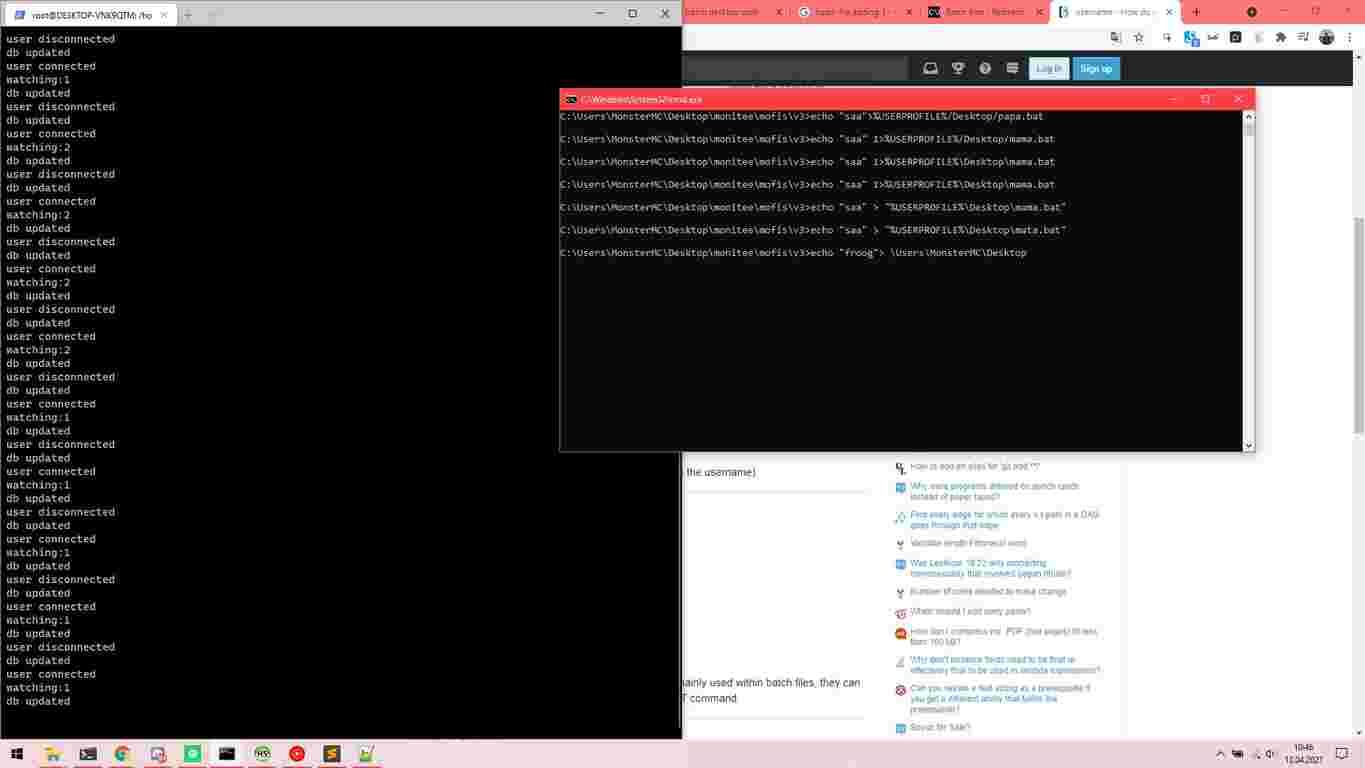 root@DESKTOP-VNK9QTM: /ho
user disconnected
db updated
user connected
watching:1
db updated
user disconnected
db updated
user connected
watching:2
db updated
user disconnected
db updated
user connected
watching:2
db updated
user disconnected
db updated
user connected
watching:2
db updated
user disconnected
db updated
user connected
watching:2
db updated
user disconnected
db updated
user connected
watching:1
db updated
user disconnected
db updated
user connected
watching:1
db updated
user disconnected
db updated
user connected
watching:1
db updated
user disconnected
db updated
user connected
watching:1
db updated
user disconnected
db updated
user connected
watching:1
db updated
username - How do
Log in
Sign up
C:\Windows\System32\cmd.exe
C:\Users\MonsterMC\Desktop\monitee\mofis\v3>echo "saa">%USERPROFILE%/Desktop/papa.bat
C:\Users\MonsterMC\Desktop\monitee\mofis\v3>echo "saa" 1>%USERPROFILE%/Desktop/mama.bat
C:\Users\MonsterMC\Desktop\monitee\mofis\v3>echo "saa" 1>%USERPROFILE%\Desktop\mama.bat
C:\Users\MonsterMC\Desktop\monitee\mofis\v3>echo "saa" 1>%USERPROFILE%\Desktop\mama.bat
C:\Users\MonsterMC\Desktop\monitee\mofis\v3>echo "saa" > "%USERPROFILE%\Desktop\mama.bat"
C:\Users\MonsterMC\Desktop\monitee\mofis\v3>echo "saa" > "%USERPROFILE%\Desktop\mata.bat"
C:\Users\MonsterMC\Desktop\monitee\mofis\v3>echo "froog"> \Users\MonsterMC\Desktop
the username)
How to add an alias for 'git add **'?
Why were programs entered on punch cards
instead of paper tapes?
Find every edge for which every s t path in a DAG
goes through that edge
Variable length Fibonacci word
Was Leviticus 18:22 only concerning
homosexuality that involved pagan rituals?
Number of coins needed to make change
Where should I add curry paste?
How can I compress my .PDF (bad pages) to less
than 100 kB?
Why don't instance fields need to be final or
effectively final to be used in lambda expressions?
Can you retake a feat acting as a prerequisite if
you get a different ability that fulfills the
prerequisite?
Savus for Sale?
ainly used within batch files, they can
T command.
10:46
13.04.2021